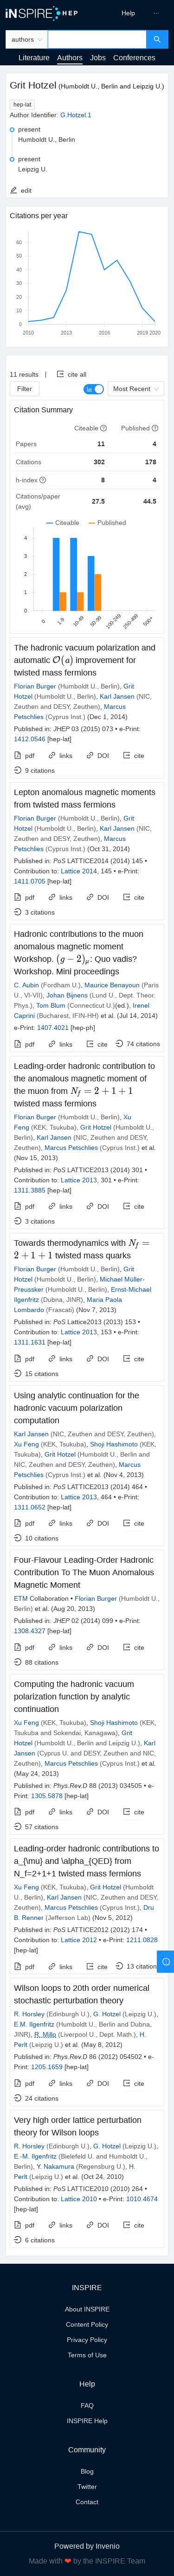 INSPIRE HEP
Help
...
authors
Literature Authors Jobs Conferences
Grit Hotzel (Humboldt U., Berlin and Leipzig U.)
hep-lat
Author Identifier: G.Hotzel.1
present
Humboldt U., Berlin
present
Leipzig U.
edit
Citations per year
60
50
40
30
20
10
0
2010 2013 2016 2019 2020
11 results | cite all
Filter
Most Recent
Citation Summary
Citeable Published
Papers 11 4
Citations 302 178
h-index 8 4
Citations/paper (avg) 27.5 44.5
Citeable Published
4
3
2
1
0
0 1-9 10-49 50-99 100-249 250-499 500+
The hadronic vacuum polarization and
automatic O(a) improvement for
twisted mass fermions
Florian Burger (Humboldt U., Berlin), Grit
Hotzel (Humboldt U., Berlin), Karl Jansen (NIC,
Zeuthen and DESY, Zeuthen), Marcus
Petschlies (Cyprus Inst.) (Dec 1, 2014)
Published in: JHEP 03 (2015) 073 • e-Print:
1412.0546 [hep-lat]
pdf links DOI cite
9 citations
Lepton anomalous magnetic moments
from twisted mass fermions
Florian Burger (Humboldt U., Berlin), Grit
Hotzel (Humboldt U., Berlin), Karl Jansen (NIC,
Zeuthen and DESY, Zeuthen), Marcus
Petschlies (Cyprus Inst.) (Oct 31, 2014)
Published in: PoS LATTICE2014 (2014) 145 •
Contribution to: Lattice 2014, 145 • e-Print:
1411.0705 [hep-lat]
pdf links DOI cite
3 citations
Hadronic contributions to the muon
anomalous magnetic moment
Workshop. (g − 2)μ: Quo vadis?
Workshop. Mini proceedings
C. Aubin (Fordham U.), Maurice Benayoun (Paris
U., VI-VII), Johan Bijnens (Lund U., Dept. Theor.
Phys.), Tom Blum (Connecticut U.)(ed.), Irenel
Caprini (Bucharest, IFIN-HH) et al. (Jul 14, 2014)
e-Print: 1407.4021 [hep-ph]
pdf links cite 74 citations
Leading-order hadronic contribution to
the anomalous magnetic moment of
the muon from Nf = 2 + 1 + 1
twisted mass fermions
Florian Burger (Humboldt U., Berlin), Xu
Feng (KEK, Tsukuba), Grit Hotzel (Humboldt U.,
Berlin), Karl Jansen (NIC, Zeuthen and DESY,
Zeuthen), Marcus Petschlies (Cyprus Inst.) et al.
(Nov 15, 2013)
Published in: PoS LATTICE2013 (2014) 301 •
Contribution to: Lattice 2013, 301 • e-Print:
1311.3885 [hep-lat]
pdf links DOI cite
3 citations
Towards thermodynamics with Nf =
2 + 1 + 1 twisted mass quarks
Florian Burger (Humboldt U., Berlin), Grit
Hotzel (Humboldt U., Berlin), Michael Müller-
Preussker (Humboldt U., Berlin), Ernst-Michael
Ilgenfritz (Dubna, JINR), Maria Paola
Lombardo (Frascati) (Nov 7, 2013)
Published in: PoS Lattice2013 (2013) 153 •
Contribution to: Lattice 2013, 153 • e-Print:
1311.1631 [hep-lat]
pdf links DOI cite
15 citations
Using analytic continuation for the
hadronic vacuum polarization
computation
Karl Jansen (NIC, Zeuthen and DESY, Zeuthen),
Xu Feng (KEK, Tsukuba), Shoji Hashimoto (KEK,
Tsukuba), Grit Hotzel (Humboldt U., Berlin and
NIC, Zeuthen and DESY, Zeuthen), Marcus
Petschlies (Cyprus Inst.) et al. (Nov 4, 2013)
Published in: PoS LATTICE2013 (2014) 464 •
Contribution to: Lattice 2013, 464 • e-Print:
1311.0652 [hep-lat]
pdf links DOI cite
10 citations
Four-Flavour Leading-Order Hadronic
Contribution To The Muon Anomalous
Magnetic Moment
ETM Collaboration • Florian Burger (Humboldt U.,
Berlin) et al. (Aug 20, 2013)
Published in: JHEP 02 (2014) 099 • e-Print:
1308.4327 [hep-lat]
pdf links DOI cite
88 citations
Computing the hadronic vacuum
polarization function by analytic
continuation
Xu Feng (KEK, Tsukuba), Shoji Hashimoto (KEK,
Tsukuba and Sokendai, Kanagawa), Grit
Hotzel (Humboldt U., Berlin and Leipzig U.), Karl
Jansen (Cyprus U. and DESY, Zeuthen and NIC,
Zeuthen), Marcus Petschlies (Cyprus Inst.) et al.
(May 24, 2013)
Published in: Phys.Rev.D 88 (2013) 034505 • e-
Print: 1305.5878 [hep-lat]
pdf links DOI cite
57 citations
Leading-order hadronic contributions to
a_{\mu} and \alpha_{QED} from
N_f=2+1+1 twisted mass fermions
Xu Feng (KEK, Tsukuba), Grit Hotzel (Humboldt
U., Berlin), Karl Jansen (NIC, Zeuthen and DESY,
Zeuthen), Marcus Petschlies (Cyprus Inst.), Dru
B. Renner (Jefferson Lab) (Nov 5, 2012)
Published in: PoS LATTICE2012 (2012) 174 •
Contribution to: Lattice 2012 • e-Print: 1211.0828
[hep-lat]
pdf links cite 13 citations
Wilson loops to 20th order numerical
stochastic perturbation theory
R. Horsley (Edinburgh U.), G. Hotzel (Leipzig U.),
E.M. Ilgenfritz (Humboldt U., Berlin and Dubna,
JINR), R. Millo (Liverpool U., Dept. Math.), H.
Perlt (Leipzig U.) et al. (May, 2012)
Published in: Phys.Rev.D 86 (2012) 054502 • e-
Print: 1205.1659 [hep-lat]
pdf links DOI cite
24 citations
Very high order lattice perturbation
theory for Wilson loops
R. Horsley (Edinburgh U.), G. Hotzel (Leipzig U.),
E.-M. Ilgenfritz (Bielefeld U. and Humboldt U.,
Berlin), Y. Nakamura (Regensburg U.), H.
Perlt (Leipzig U.) et al. (Oct, 2010)
Published in: PoS LATTICE2010 (2010) 264 •
Contribution to: Lattice 2010 • e-Print: 1010.4674
[hep-lat]
pdf links DOI cite
6 citations
INSPIRE
About INSPIRE
Content Policy
Privacy Policy
Terms of Use
Help
FAQ
INSPIRE Help
Community
Blog
Twitter
Contact
Powered by Invenio
Made with ❤ by the INSPIRE Team